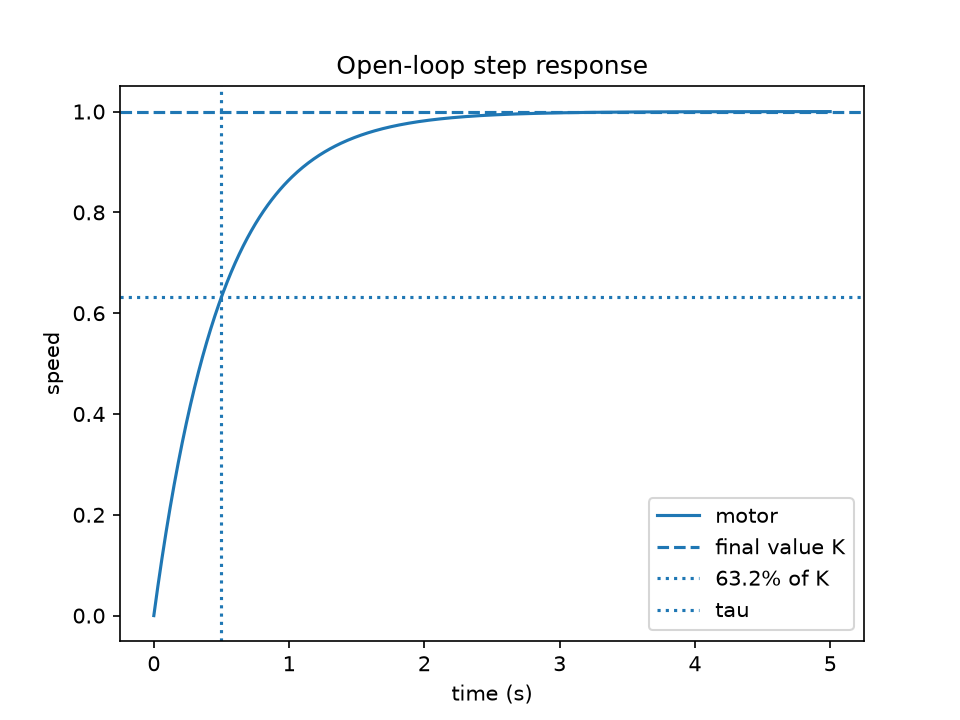 Open-loop step response
1.0
0.8
0.6
0.4
0.2
0.0
speed
motor
final value K
63.2% of K
tau
0 1 2 3 4 5
time (s)